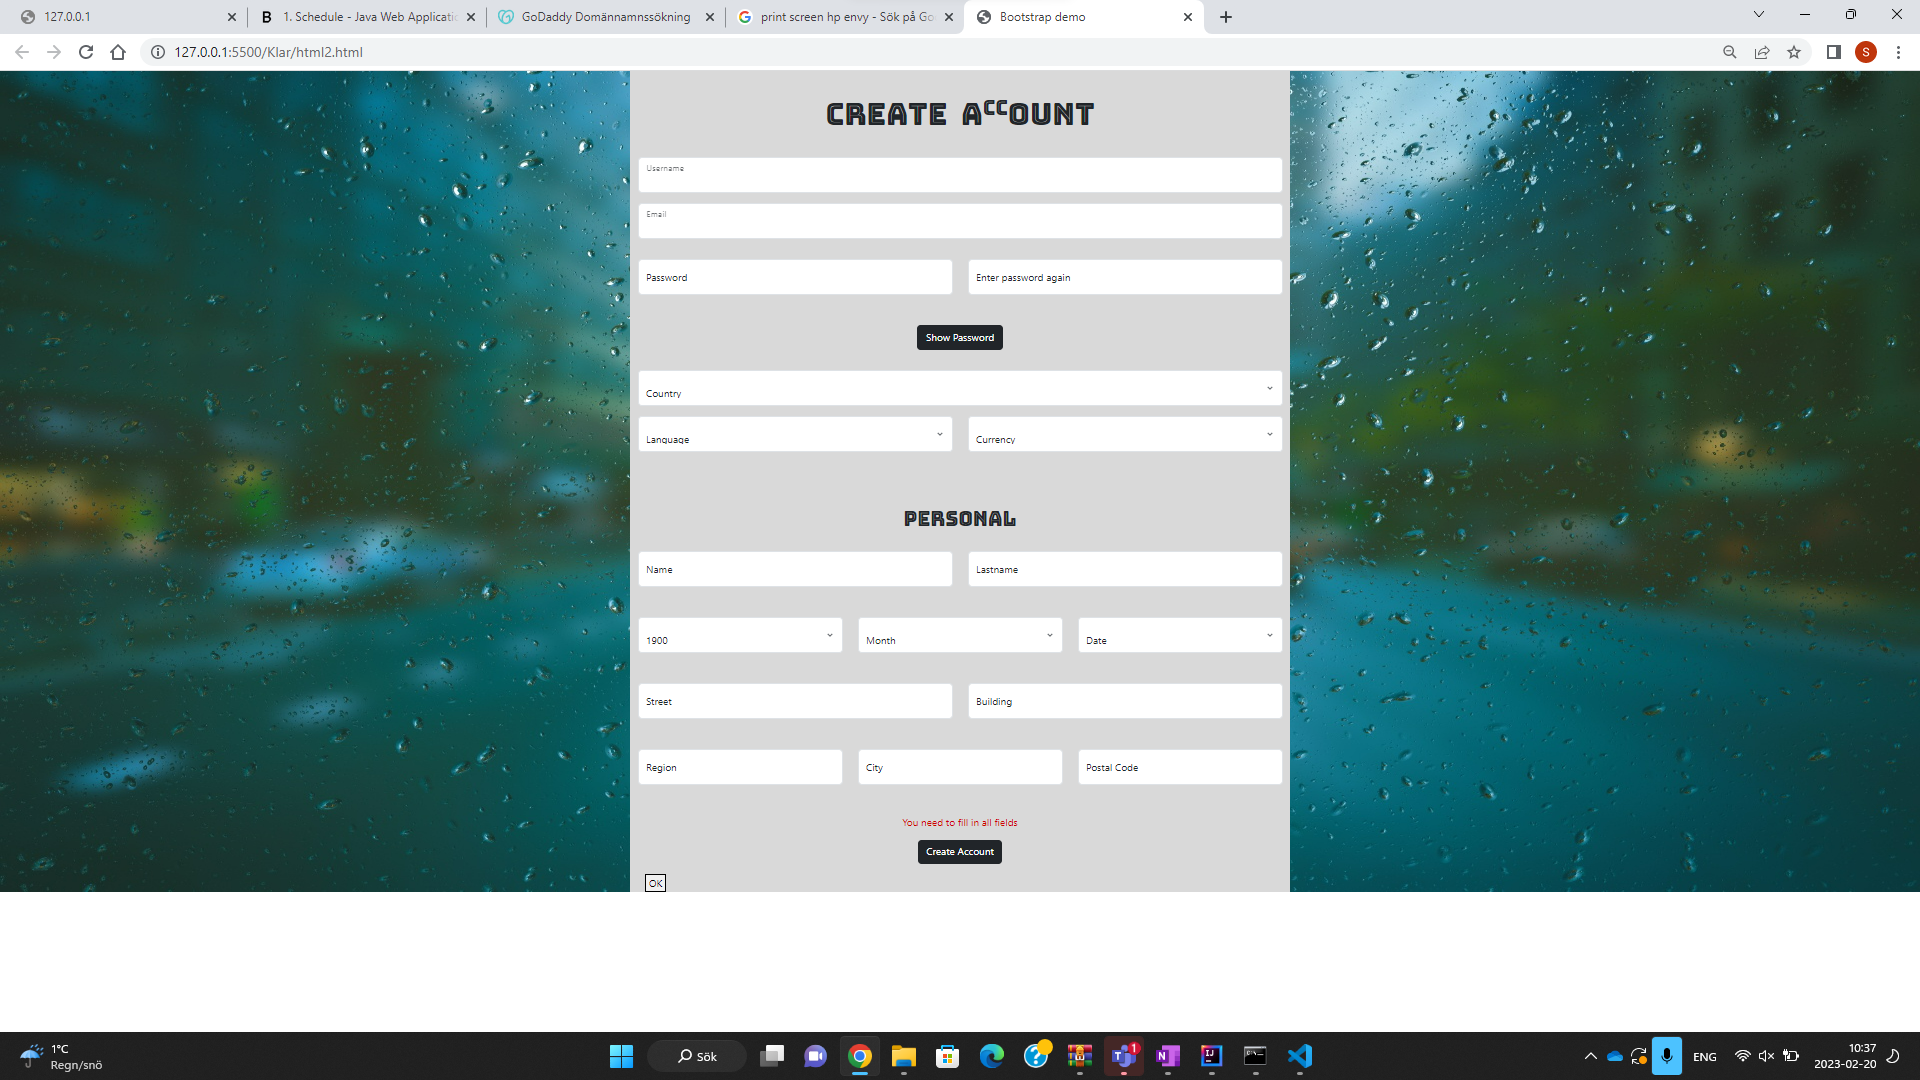 127.0.0.1
1. Schedule - Java Web Applicatic
GoDaddy Domännamnssökning
print screen hp envy - Sök på Go
Bootstrap demo
127.0.0.1:5500/Klar/html2.html
S
CREATE ACCOUNT
Username
Email
Password
Enter password again
Show Password
Country
Language
Currency
PERSONAL
Name
Lastname
1900
Month
Date
Street
Building
Region
City
Postal Code
You need to fill in all fields
Create Account
OK
1°C
Regn/snö
Sök
1
ENG
10:37
2023-02-20